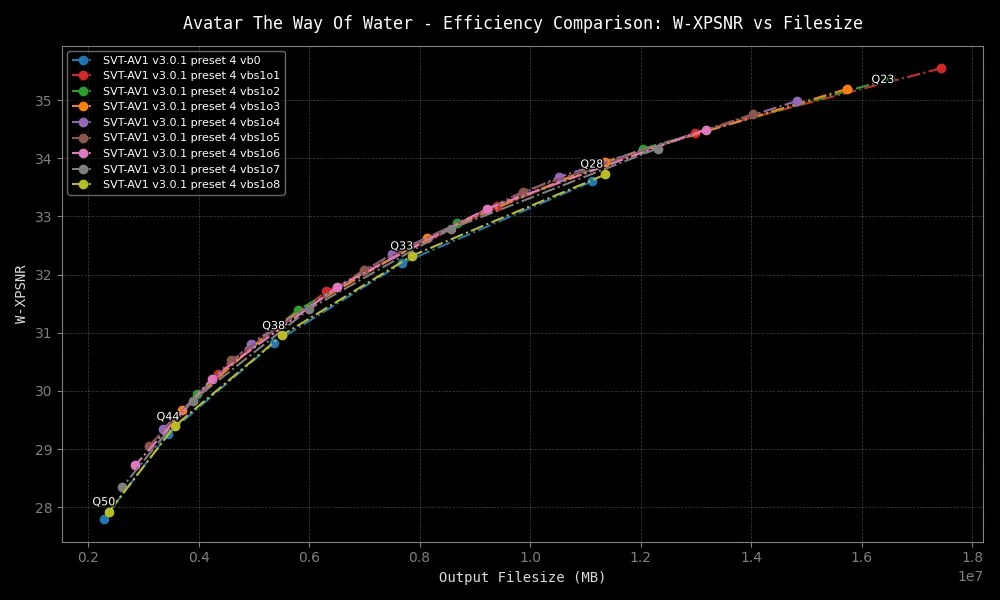 Avatar The Way Of Water - Efficiency Comparison: W-XPSNR vs Filesize
SVT-AV1 v3.0.1 preset 4 vb0
SVT-AV1 v3.0.1 preset 4 vbs1o1
SVT-AV1 v3.0.1 preset 4 vbs1o2
SVT-AV1 v3.0.1 preset 4 vbs1o3
SVT-AV1 v3.0.1 preset 4 vbs1o4
SVT-AV1 v3.0.1 preset 4 vbs1o5
SVT-AV1 v3.0.1 preset 4 vbs1o6
SVT-AV1 v3.0.1 preset 4 vbs1o7
SVT-AV1 v3.0.1 preset 4 vbs1o8
W-XPSNR
35
34
33
32
31
30
29
28
Q23
Q28
Q33
Q38
Q44
Q50
0.2
0.4
0.6
0.8
1.0
1.2
1.4
1.6
1.8
1e7
Output Filesize (MB)